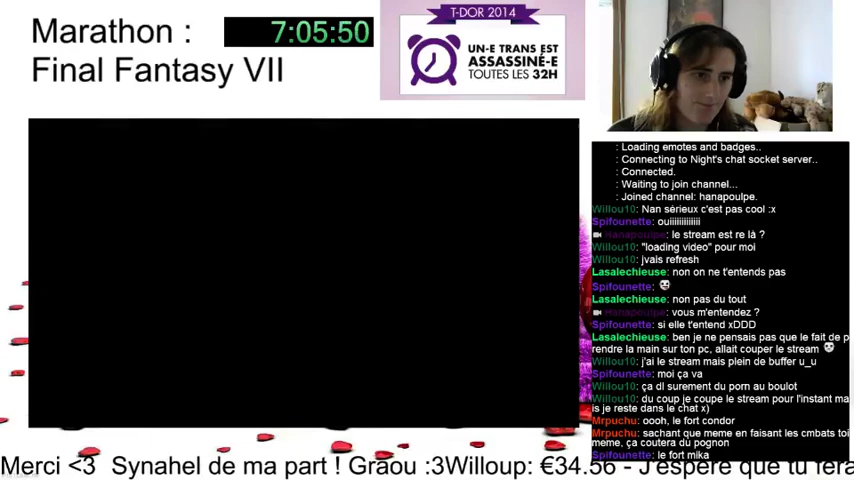 Marathon :
Final Fantasy VII
7:05:50
T-DOR 2014
UN-E TRANS EST
ASSASSINÉ-E
TOUTES LES 32H
: Loading emotes and badges..
: Connecting to Night's chat socket server..
: Connected.
: Waiting to join channel...
: Joined channel: hanapoulpe.
Willou10: Nan sérieux c'est pas cool :x
Spifounette: ouiiiiiiiiiiiii
Hanapoulpe: le stream est re là ?
Willou10: "loading video" pour moi
Willou10: jvais refresh
Lasalechieuse: non on ne t'entends pas
Spifounette:
Lasalechieuse: non pas du tout
Hanapoulpe: vous m'entendez ?
Spifounette: si elle t'entend xDDD
Lasalechieuse: ben je ne pensais pas que le fait de p
rendre la main sur ton pc, allait couper le stream
Willou10: j'ai le stream mais plein de buffer u_u
Spifounette: moi ça va
Willou10: ça dl surement du porn au boulot
Willou10: du coup je coupe le stream pour l'instant ma
is je reste dans le chat x)
Mrpuchu: oooh, le fort condor
Mrpuchu: sachant que meme en faisant les cmbats toi
meme, ça coutera du pognon
Spifounette: le fort mika
Merci <3 Synahel de ma part ! Graou :3Willoup: €34.56 - J'espère que tu fera